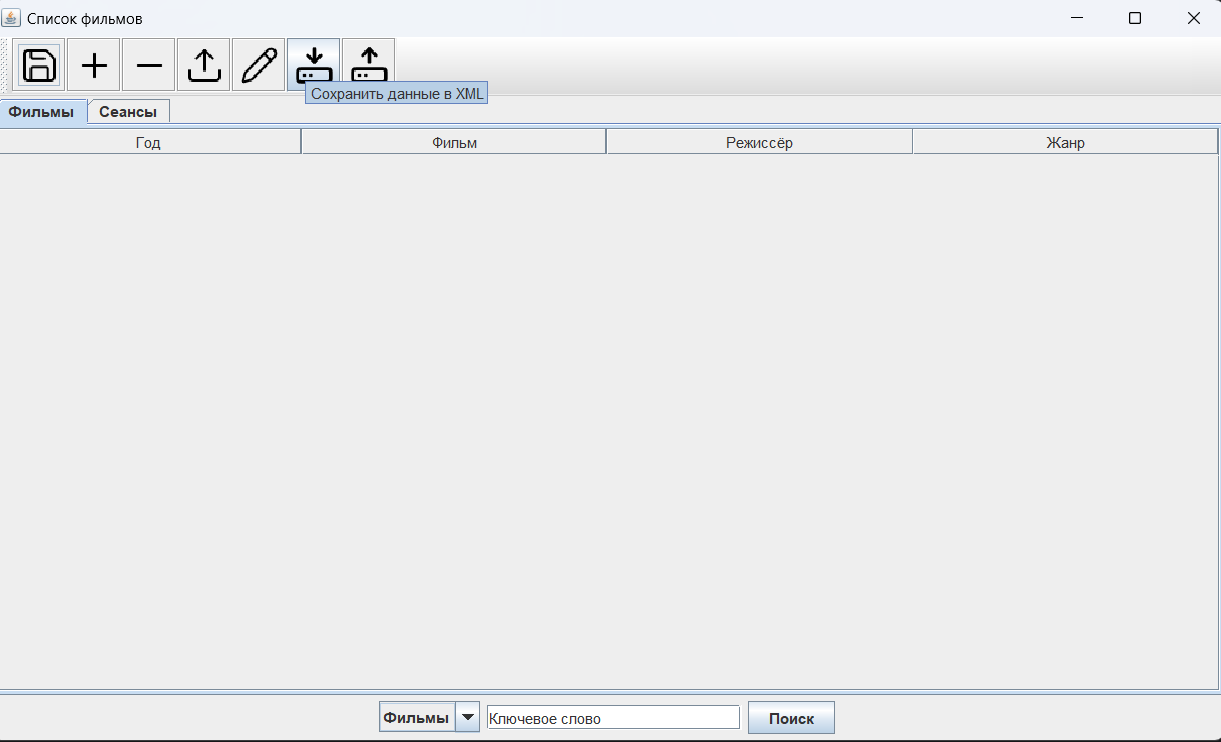 Список фильмов
Сохранить данные в XML
Фильмы Сеансы
Год Фильм Режиссёр Жанр
Фильмы Ключевое слово Поиск